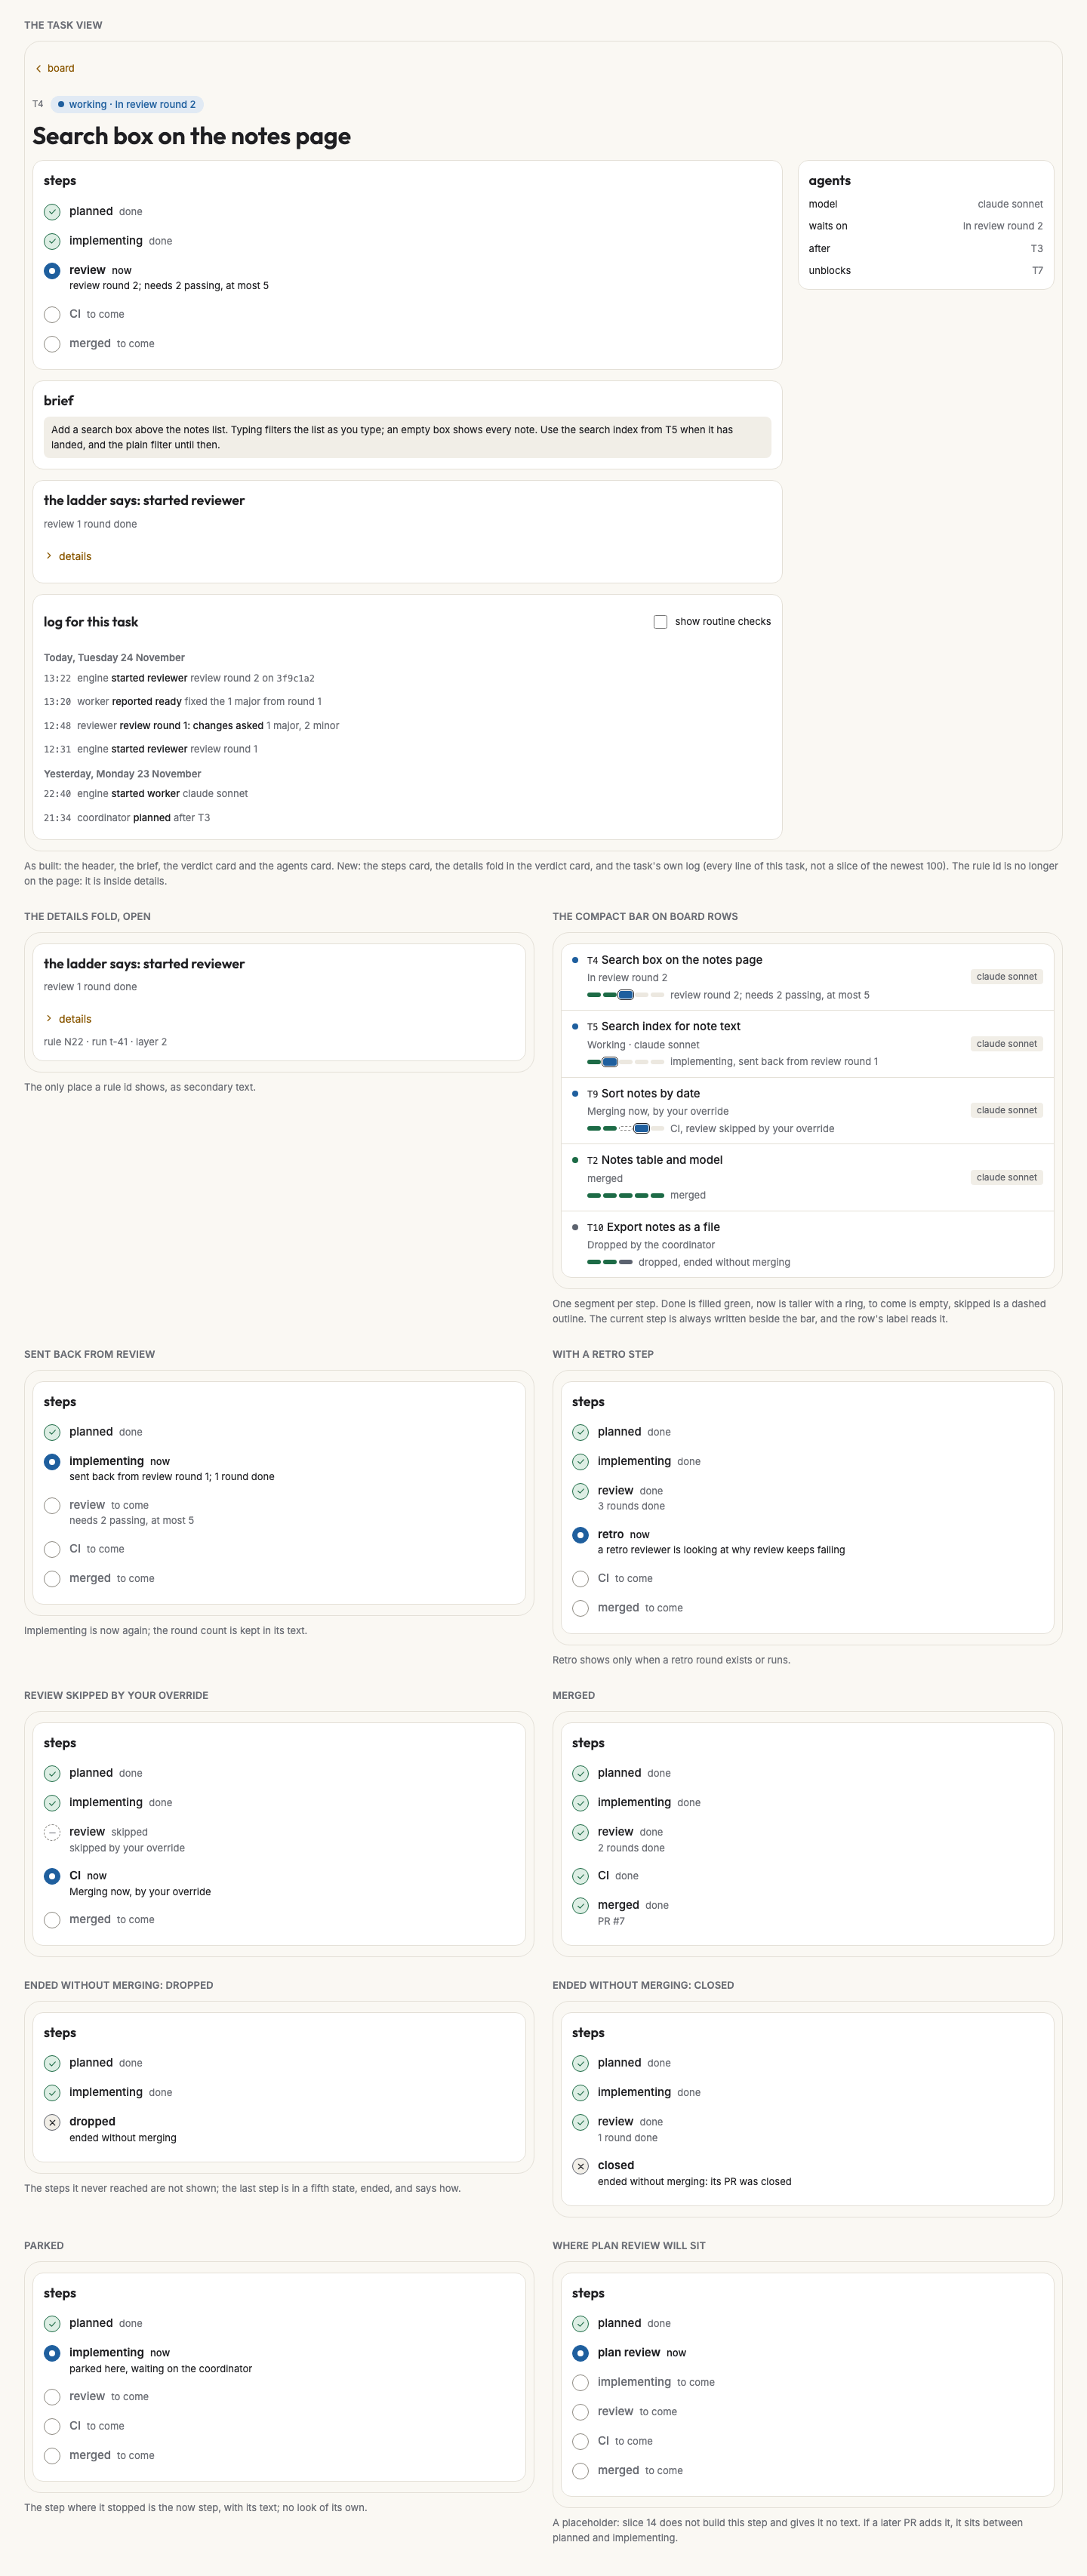 THE TASK VIEW
board
T4 working · In review round 2
Search box on the notes page
steps
planned done
implementing done
review now
review round 2; needs 2 passing, at most 5
CI to come
merged to come
agents
model claude sonnet
waits on In review round 2
after T3
unblocks T7
brief
Add a search box above the notes list. Typing filters the list as you type; an empty box shows every note. Use the search index from T5 when it has
landed, and the plain filter until then.
the ladder says: started reviewer
review 1 round done
details
log for this task show routine checks
Today, Tuesday 24 November
13:22 engine started reviewer review round 2 on 3f9c1a2
13:20 worker reported ready fixed the 1 major from round 1
12:48 reviewer review round 1: changes asked 1 major, 2 minor
12:31 engine started reviewer review round 1
Yesterday, Monday 23 November
22:40 engine started worker claude sonnet
21:34 coordinator planned after T3
As built: the header, the brief, the verdict card and the agents card. New: the steps card, the details fold in the verdict card, and the task's own log (every line of this task, not a slice of the newest 100). The rule id is no longer
on the page: it is inside details.
THE DETAILS FOLD, OPEN
the ladder says: started reviewer
review 1 round done
details
rule N22 · run t-41 · layer 2
The only place a rule id shows, as secondary text.
THE COMPACT BAR ON BOARD ROWS
T4 Search box on the notes page
In review round 2
claude sonnet
review round 2; needs 2 passing, at most 5
T5 Search index for note text
Working · claude sonnet
claude sonnet
implementing, sent back from review round 1
T9 Sort notes by date
Merging now, by your override
claude sonnet
CI, review skipped by your override
T2 Notes table and model
merged
claude sonnet
merged
T10 Export notes as a file
Dropped by the coordinator
dropped, ended without merging
One segment per step. Done is filled green, now is taller with a ring, to come is empty, skipped is a dashed
outline. The current step is always written beside the bar, and the row's label reads it.
SENT BACK FROM REVIEW
steps
planned done
implementing now
sent back from review round 1; 1 round done
review to come
needs 2 passing, at most 5
CI to come
merged to come
Implementing is now again; the round count is kept in its text.
WITH A RETRO STEP
steps
planned done
implementing done
review done
3 rounds done
retro now
a retro reviewer is looking at why review keeps failing
CI to come
merged to come
Retro shows only when a retro round exists or runs.
REVIEW SKIPPED BY YOUR OVERRIDE
steps
planned done
implementing done
review skipped
skipped by your override
CI now
Merging now, by your override
merged to come
MERGED
steps
planned done
implementing done
review done
2 rounds done
CI done
merged done
PR #7
ENDED WITHOUT MERGING: DROPPED
steps
planned done
implementing done
dropped
ended without merging
The steps it never reached are not shown; the last step is in a fifth state, ended, and says how.
ENDED WITHOUT MERGING: CLOSED
steps
planned done
implementing done
review done
1 round done
closed
ended without merging: its PR was closed
PARKED
steps
planned done
implementing now
parked here, waiting on the coordinator
review to come
CI to come
merged to come
The step where it stopped is the now step, with its text; no look of its own.
WHERE PLAN REVIEW WILL SIT
steps
planned done
plan review now
implementing to come
review to come
CI to come
merged to come
A placeholder: slice 14 does not build this step and gives it no text. If a later PR adds it, it sits between
planned and implementing.